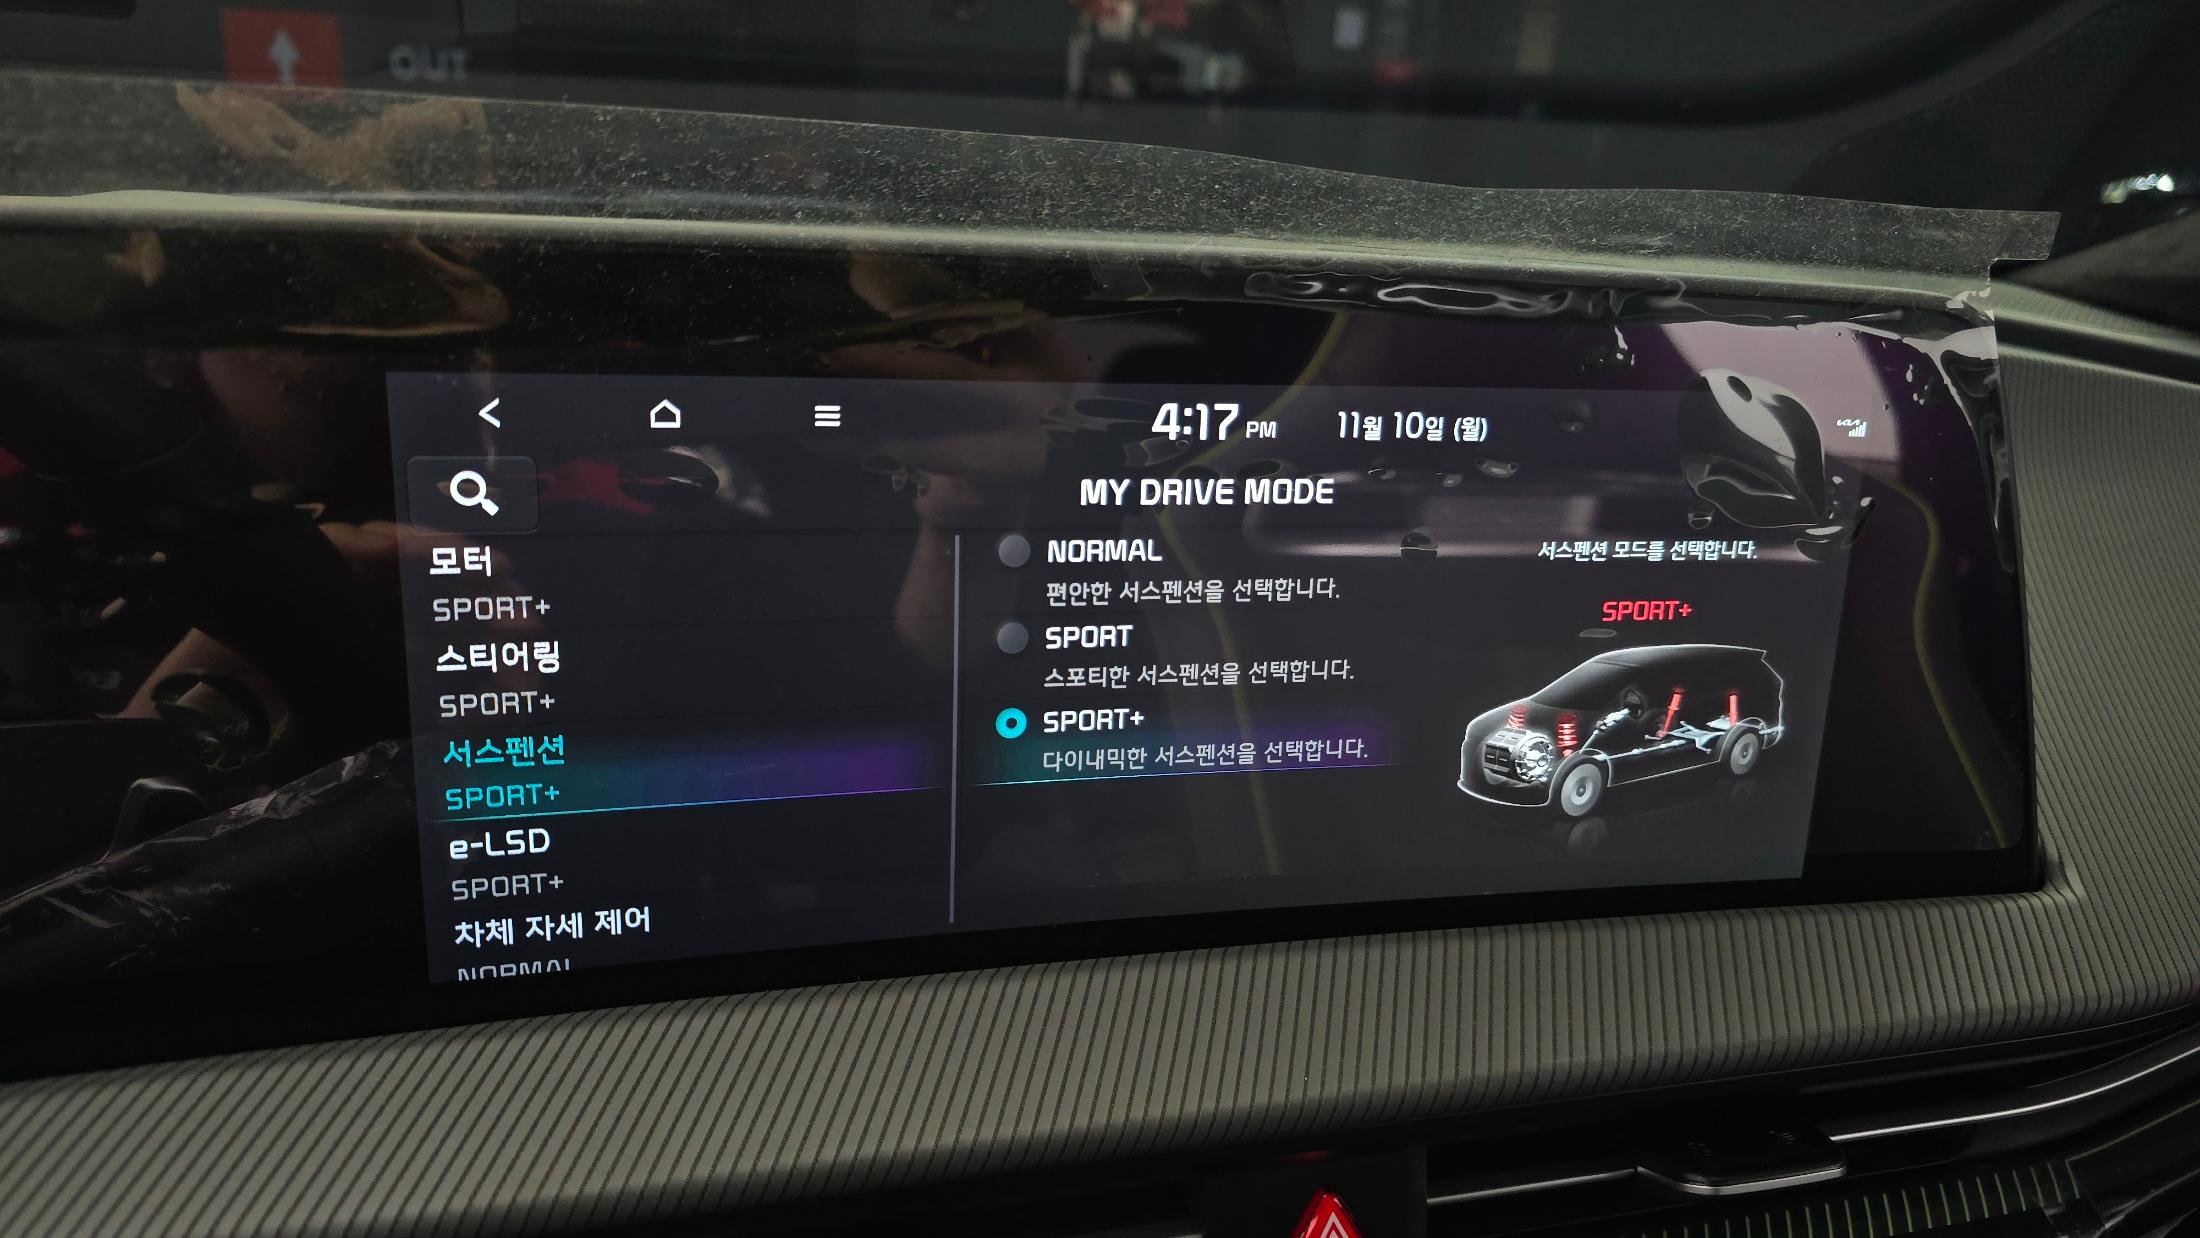 OUT
4:17 PM 11월 10일 (월)
MY DRIVE MODE
모터
SPORT+
스티어링
SPORT+
서스펜션
SPORT+
e-LSD
SPORT+
차체 자세 제어
NORMAL
NORMAL
편안한 서스펜션을 선택합니다.
SPORT
스포티한 서스펜션을 선택합니다.
SPORT+
다이내믹한 서스펜션을 선택합니다.
서스펜션 모드를 선택합니다.
SPORT+